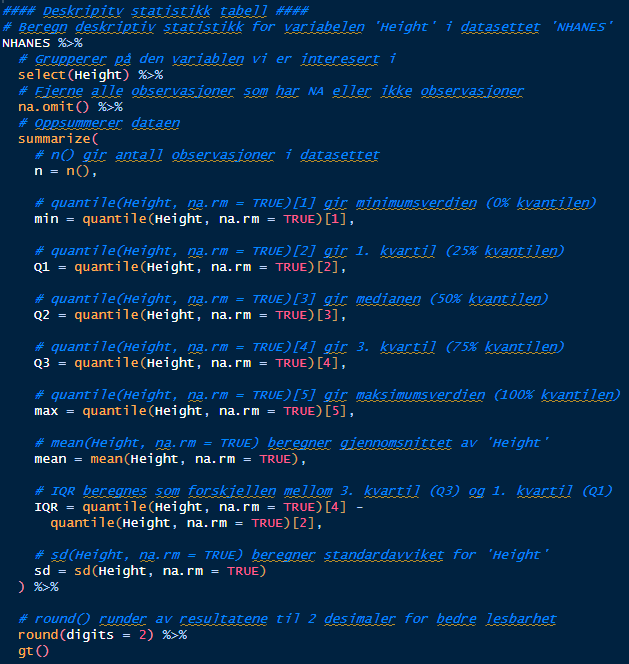 #### Deskripity statistikk tabell ####
# Beregn deskriptiv statistikk for variabelen 'Height' i datasettet 'NHANES'
NHANES %>%
# Grupperer på den variablen vi er interesert i
select(Height) %>%
# Fjerne alle observasjoner som har NA eller ikke observasjoner
na.omit() %>%
# Oppsummerer dataen
summarize(
# n() gir antall observasjoner i datasettet
n = n(),
# quantile(Height, na.rm = TRUE)[1] gir minimumsverdien (0% kvantilen)
min = quantile(Height, na.rm = TRUE)[1],
# quantile(Height, na.rm = TRUE)[2] gir 1. kvartil (25% kvantilen)
Q1 = quantile(Height, na.rm = TRUE)[2],
# quantile(Height, na.rm = TRUE)[3] gir medianen (50% kvantilen)
Q2 = quantile(Height, na.rm = TRUE)[3],
# quantile(Height, na.rm = TRUE)[4] gir 3. kvartil (75% kvantilen)
Q3 = quantile(Height, na.rm = TRUE)[4],
# quantile(Height, na.rm = TRUE)[5] gir maksimumsverdien (100% kvantilen)
max = quantile(Height, na.rm = TRUE)[5],
# mean(Height, na.rm = TRUE) beregner gjennomsnittet av 'Height'
mean = mean(Height, na.rm = TRUE),
# IQR beregnes som forskjellen mellom 3. kvartil (Q3) og 1. kvartil (Q1)
IQR = quantile(Height, na.rm = TRUE)[4] -
quantile(Height, na.rm = TRUE)[2],
# sd(Height, na.rm = TRUE) beregner standardavviket for 'Height'
sd = sd(Height, na.rm = TRUE)
) %>%
# round() runder av resultatene til 2 desimaler for bedre lesbarhet
round(digits = 2) %>%
gt()